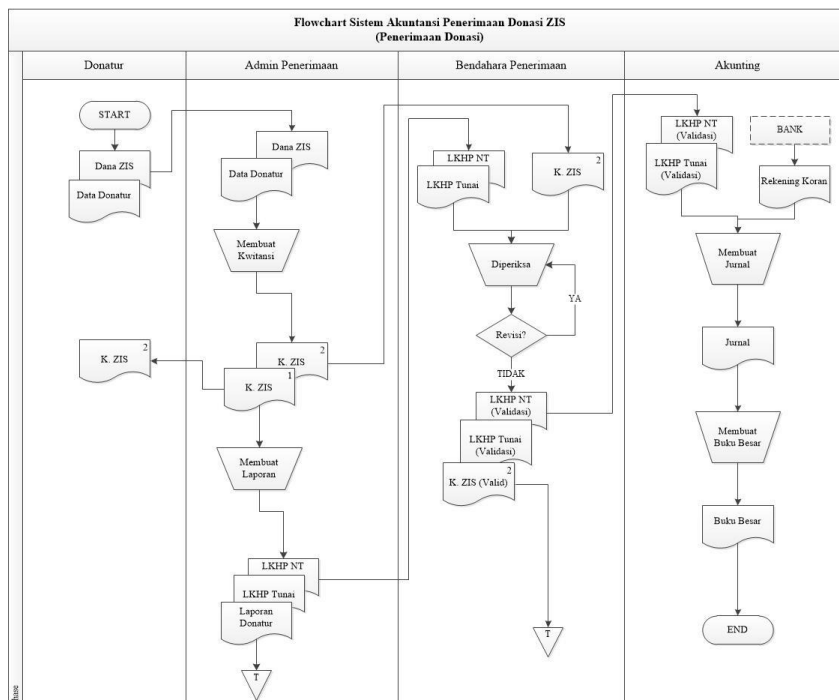 Flowchart Sistem Akuntansi Penerimaan Donasi ZIS
(Penerimaan Donasi)
Donatur
Admin Penerimaan
Bendahara Penerimaan
Akunting
START
Dana ZIS
Data Donatur
2
K. ZIS
Dana ZIS
Data Donatur
Membuat
Kwitansi
2
K. ZIS
1
K. ZIS
Membuat
Laporan
LKHP NT
LKHP Tunai
Laporan
Donatur
T
LKHP NT
LKHP Tunai
2
K. ZIS
Diperiksa
YA
Revisi?
TIDAK
LKHP NT
(Validasi)
LKHP Tunai
(Validasi)
2
K. ZIS (Valid)
T
LKHP NT
(Validasi)
LKHP Tunai
(Validasi)
BANK
Rekening Koran
Membuat
Jurnal
Jurnal
Membuat
Buku Besar
Buku Besar
END